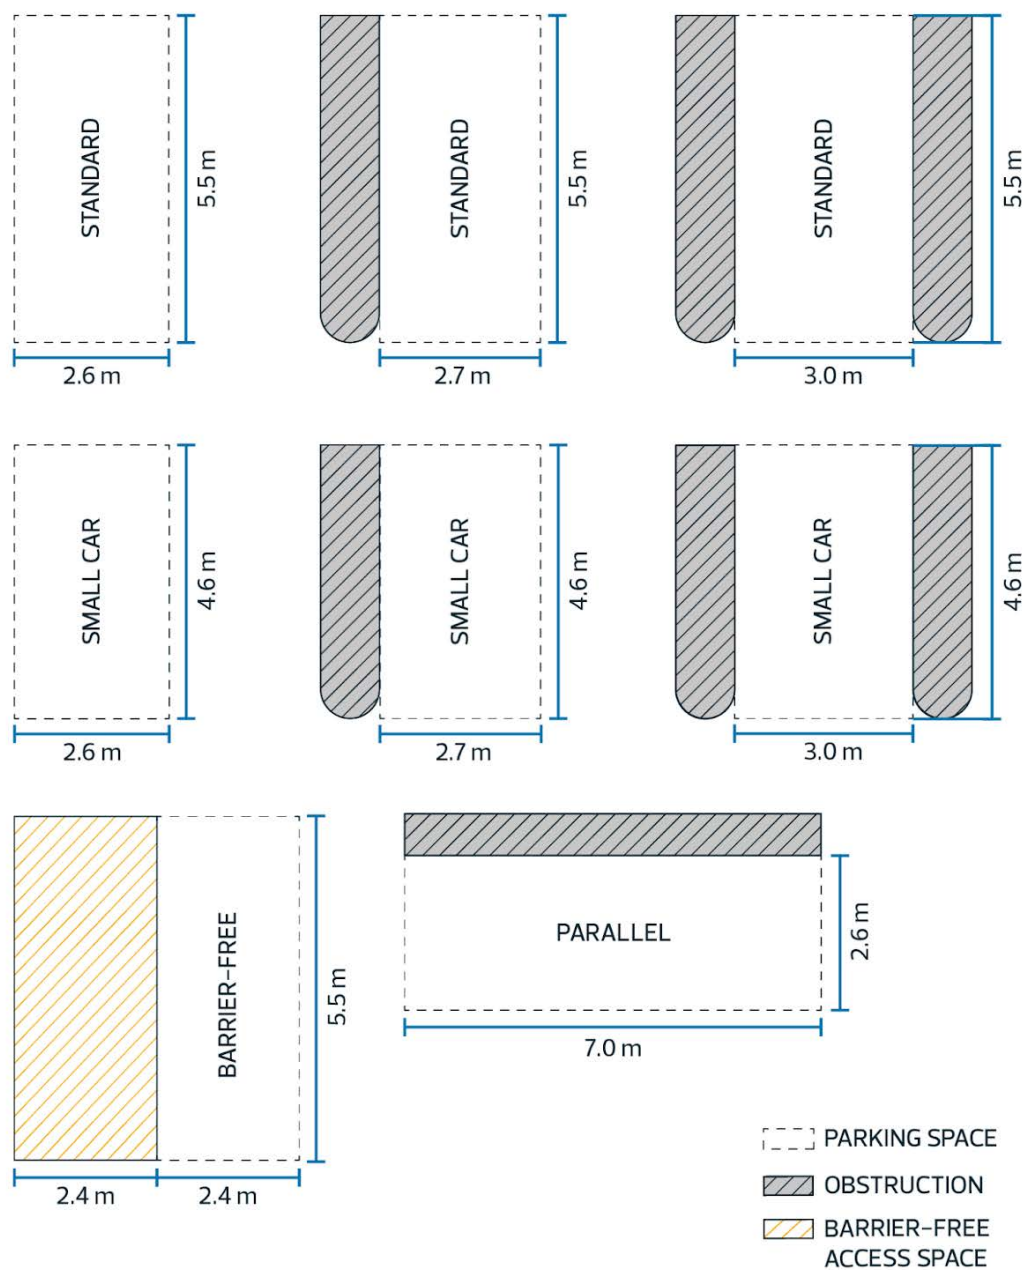 STANDARD
5.5 m
2.6 m
STANDARD
5.5 m
2.7 m
STANDARD
5.5 m
3.0 m
SMALL CAR
4.6 m
2.6 m
SMALL CAR
4.6 m
2.7 m
SMALL CAR
4.6 m
3.0 m
BARRIER-FREE
5.5 m
2.4 m
2.4 m
PARALLEL
2.6 m
7.0 m
PARKING SPACE
OBSTRUCTION
BARRIER-FREE
ACCESS SPACE